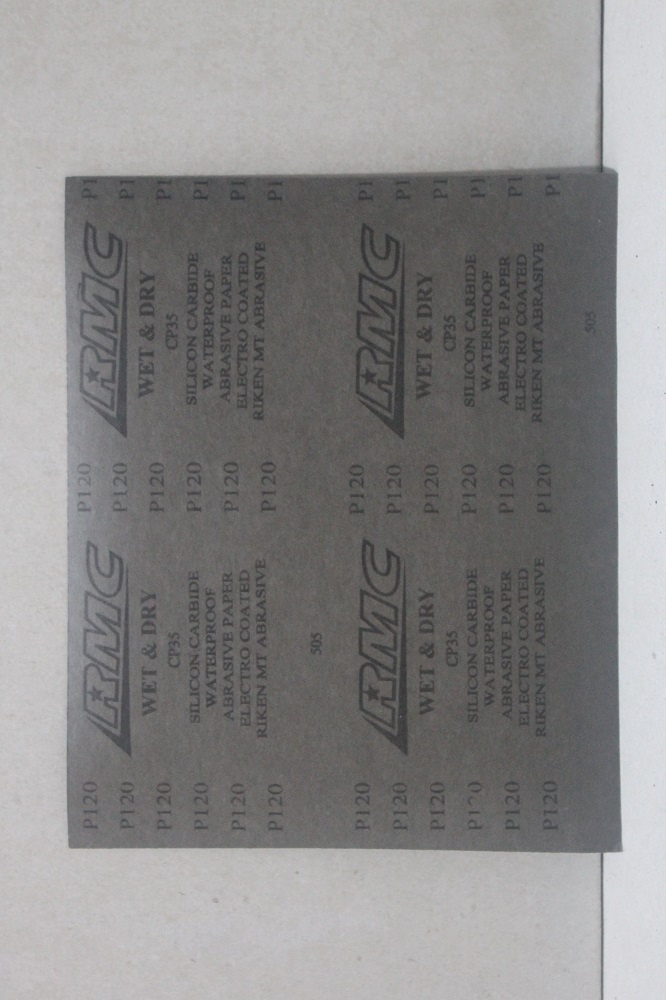 P120
P120
P120
P120
P120
P120
RMC
WET & DRY
CP35
SILICON CARBIDE
WATERPROOF
ABRASIVE PAPER
ELECTRO COATED
RIKEN MT ABRASIVE
P120
P120
P120
P120
P120
P120
RMC
WET & DRY
CP35
SILICON CARBIDE
WATERPROOF
ABRASIVE PAPER
ELECTRO COATED
RIKEN MT ABRASIVE
P1
P1
P1
P1
P1
P1
505
P120
P120
P120
P120
P120
P120
RMC
WET & DRY
CP35
SILICON CARBIDE
WATERPROOF
ABRASIVE PAPER
ELECTRO COATED
RIKEN MT ABRASIVE
P120
P120
P120
P120
P120
P120
RMC
WET & DRY
CP35
SILICON CARBIDE
WATERPROOF
ABRASIVE PAPER
ELECTRO COATED
RIKEN MT ABRASIVE
P1
P1
P1
P1
P1
P1
505